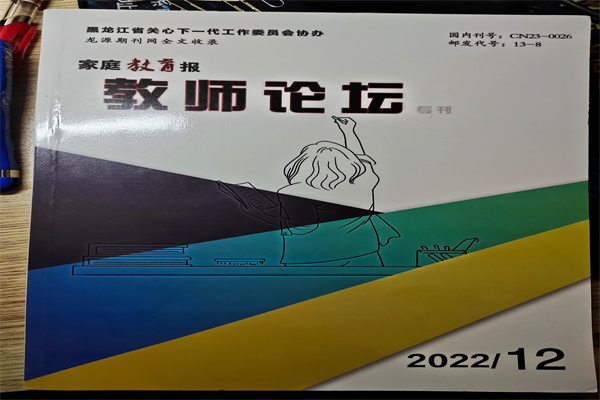 黑龙江省关心下一代工作委员会协办
龙源期刊网全文收录
国内刊号：CN23-0026
邮发代号：13-8
家庭教育报
教师论坛
专刊
2022/12